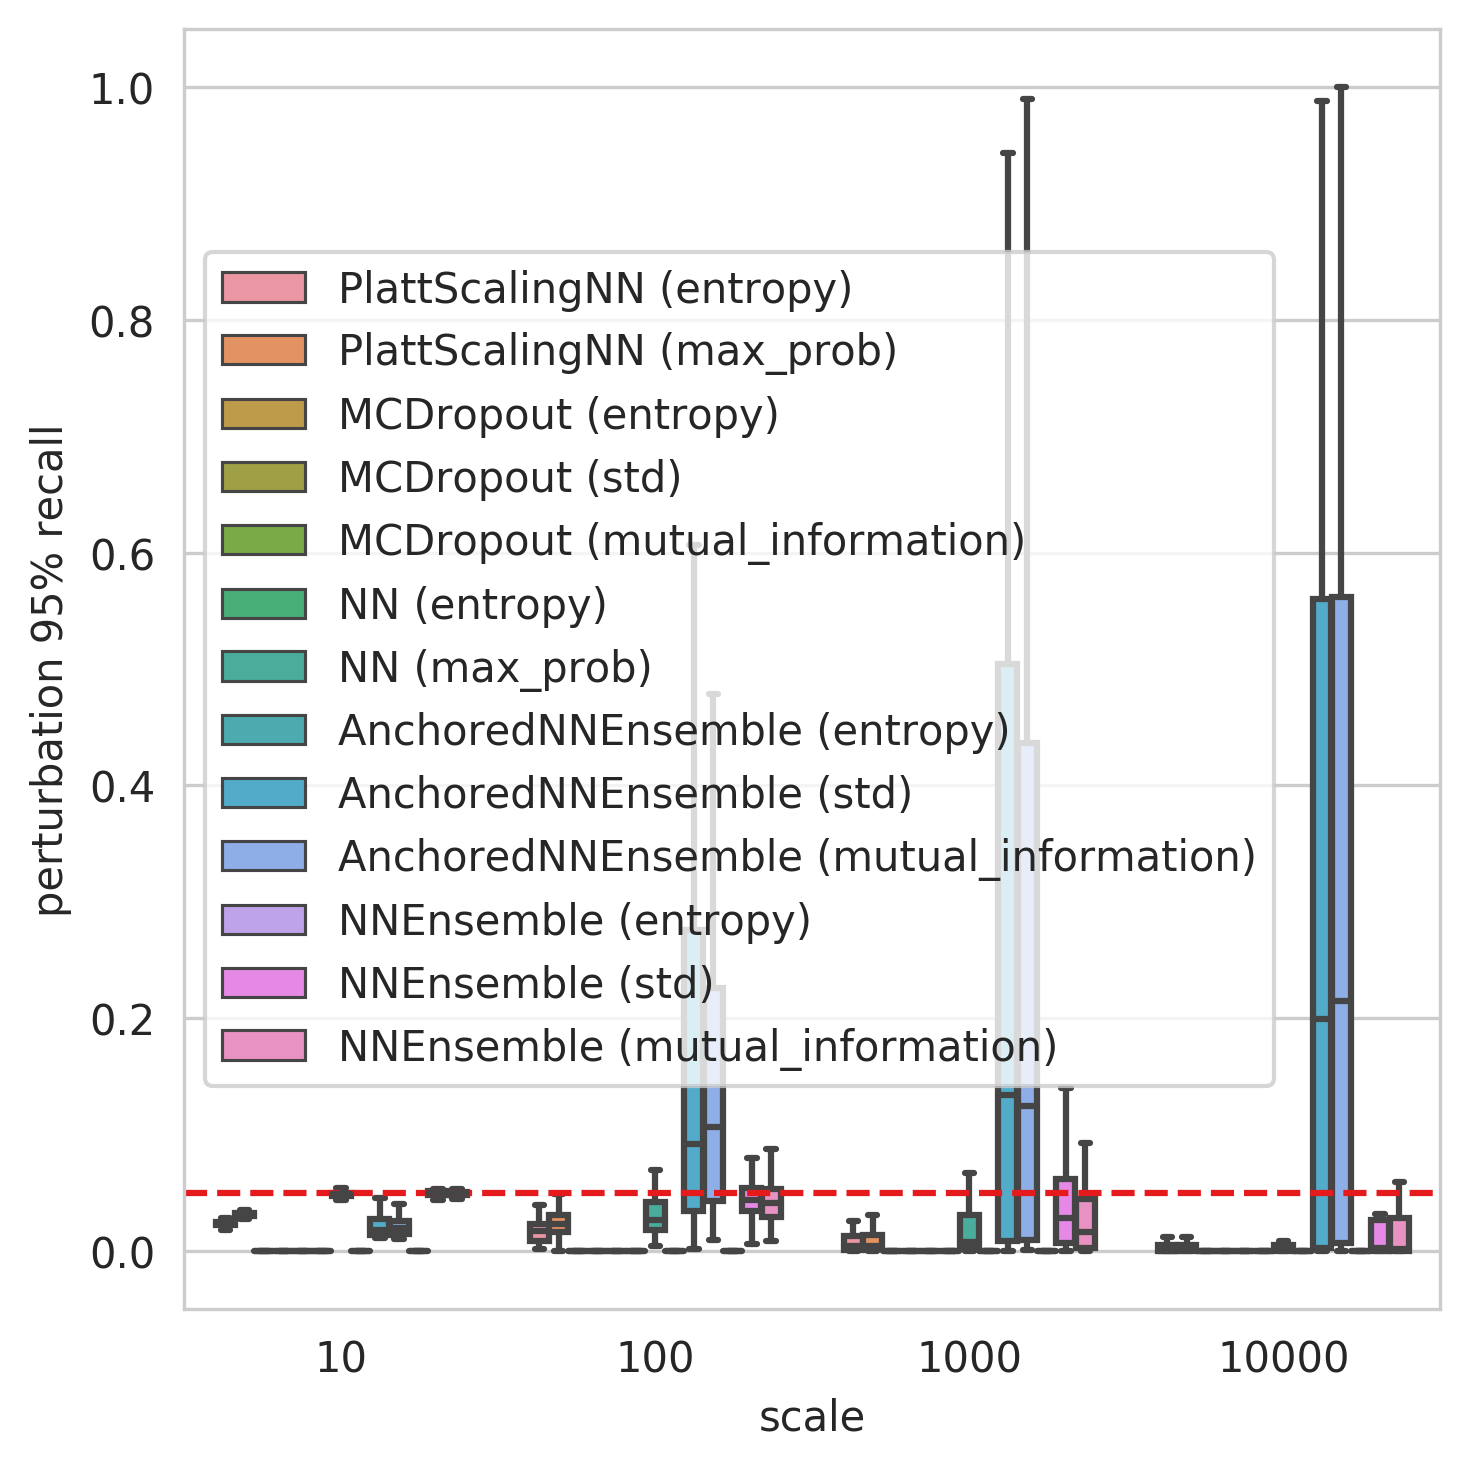 1.0
0.8
0.6
0.4
0.2
0.0
perturbation 95% recall
PlattScalingNN (entropy)
PlattScalingNN (max_prob)
MCDropout (entropy)
MCDropout (std)
MCDropout (mutual_information)
NN (entropy)
NN (max_prob)
AnchoredNNEnsemble (entropy)
AnchoredNNEnsemble (std)
AnchoredNNEnsemble (mutual_information)
NNEnsemble (entropy)
NNEnsemble (std)
NNEnsemble (mutual_information)
10 100 1000 10000
scale